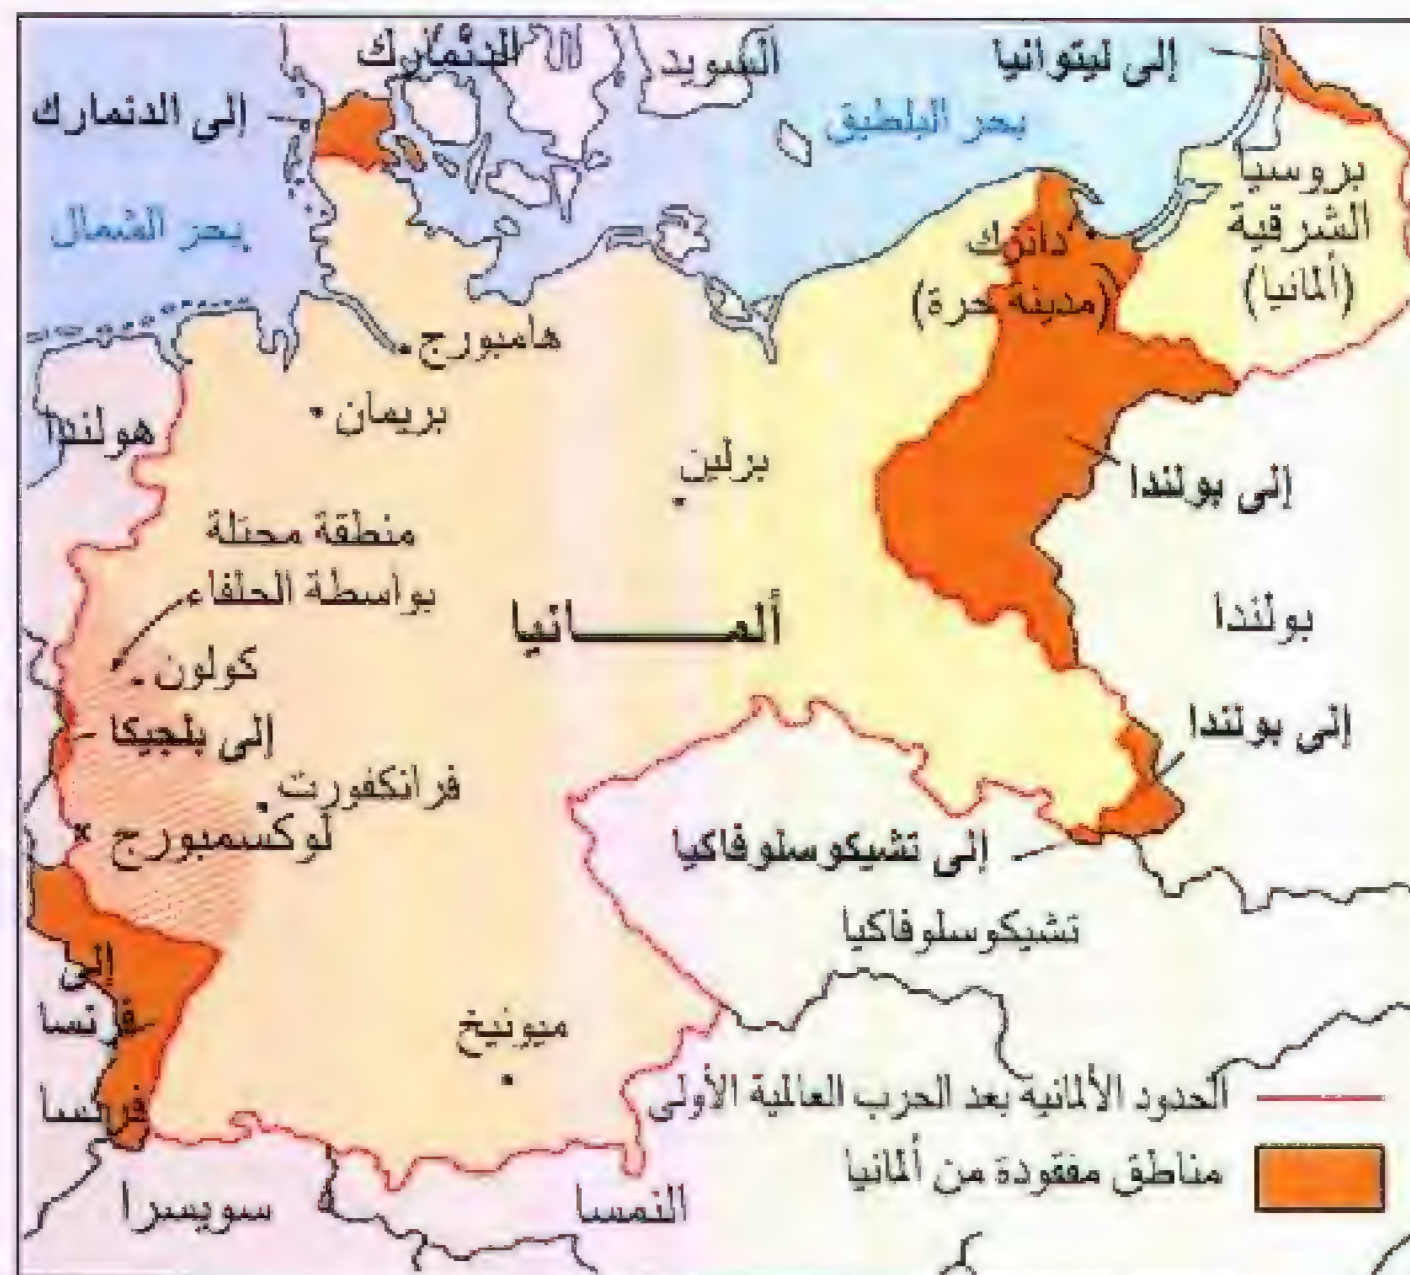 الدنمارك
السويد
إلى ليتوانيا
إلى الدنمارك
بحر البلطيق
بروسيا
الشرقية
(ألمانيا)
بحر الشمال
دانزك
(مدينة حرة)
هامبورج
بريمان
هولندا
برلين
إلى بولندا
منطقة محتلة
بواسطة الحلفاء
ألمـــانيا
بولندا
كولون
إلى بلجيكا
إلى بولندا
فرانكفورت
لوكسمبورج
إلى تشيكوسلوفاكيا
تشيكوسلوفاكيا
إلى
فرنسا
ميونيخ
فرنسا
الحدود الألمانية بعد الحرب العالمية الأولى
مناطق مفقودة من ألمانيا
سويسرا
النمسا